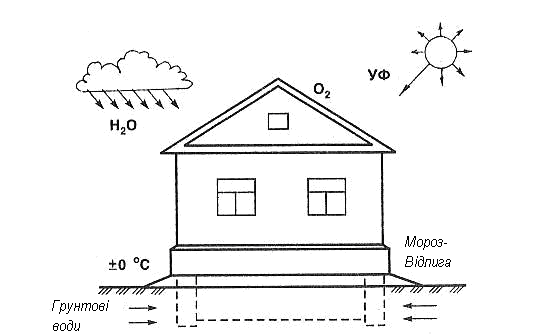 O₂
УФ
H₂O
Мороз-
Відлига
±0 °C
Грунтові
води